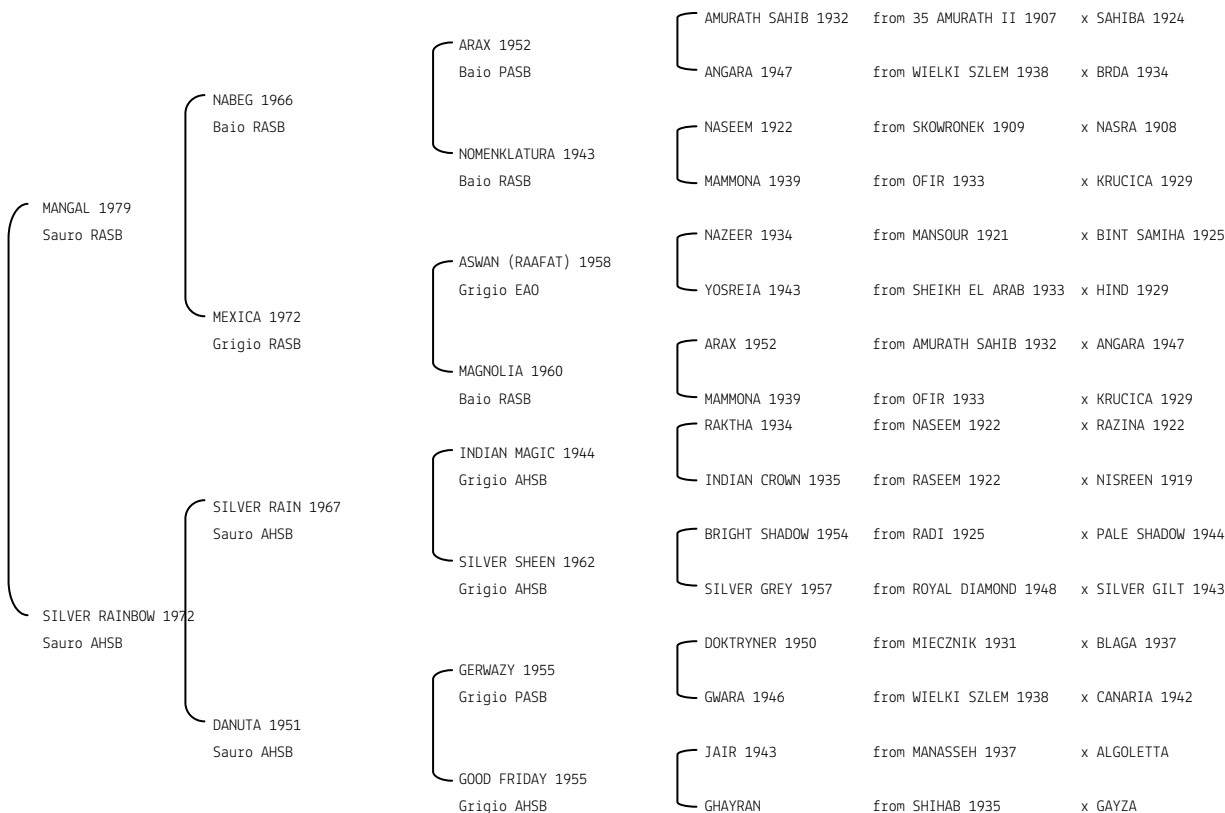 AMURATH SAHIB 1932 from 35 AMURATH II 1907 x SAHIBA 1924
ARAX 1952
Baio PASB
ANGARA 1947 from WIELKI SZLEM 1938 x BRDA 1934
NABEG 1966
Baio RASB
NASEEM 1922 from SKOWRONEK 1909 x NASRA 1908
NOMENKLATURA 1943
Baio RASB
MAMMONA 1939 from OFIR 1933 x KRUCICA 1929
MANGAL 1979
Sauro RASB
NAZEER 1934 from MANSOUR 1921 x BINT SAMIHA 1925
ASWAN (RAAFAT) 1958
Grigio EAO
YOSREIA 1943 from SHEIKH EL ARAB 1933 x HIND 1929
MEXICA 1972
Grigio RASB
ARAX 1952 from AMURATH SAHIB 1932 x ANGARA 1947
MAGNOLIA 1960
Baio RASB
MAMMONA 1939 from OFIR 1933 x KRUCICA 1929
RAKTHA 1934 from NASEEM 1922 x RAZINA 1922
INDIAN MAGIC 1944
Grigio AHSB
INDIAN CROWN 1935 from RASEEM 1922 x NISREEN 1919
SILVER RAIN 1967
Sauro AHSB
BRIGHT SHADOW 1954 from RADI 1925 x PALE SHADOW 1944
SILVER SHEEN 1962
Grigio AHSB
SILVER GREY 1957 from ROYAL DIAMOND 1948 x SILVER GILT 1943
SILVER RAINBOW 1972
Sauro AHSB
DOKTRYNER 1950 from MIECZNIK 1931 x BLAGA 1937
GERWAZY 1955
Grigio PASB
GWARA 1946 from WIELKI SZLEM 1938 x CANARIA 1942
DANUTA 1951
Sauro AHSB
JAIR 1943 from MANASSEH 1937 x ALGOLETTA
GOOD FRIDAY 1955
Grigio AHSB
GHAYRAN from SHIHAB 1935 x GAYZA